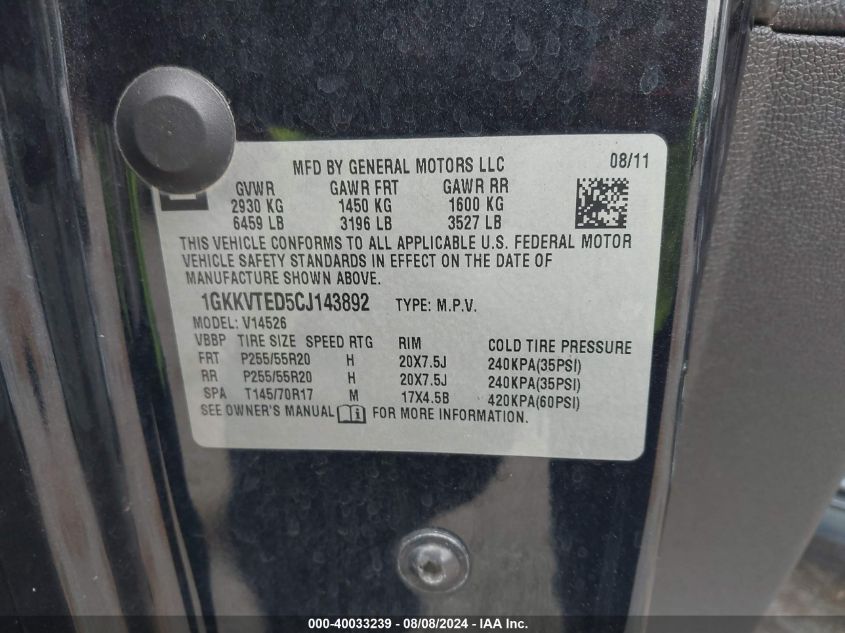 MFD BY GENERAL MOTORS LLC 08/11
GVWR GAWR FRT GAWR RR
2930 KG 1450 KG 1600 KG
6459 LB 3196 LB 3527 LB
THIS VEHICLE CONFORMS TO ALL APPLICABLE U.S. FEDERAL MOTOR
VEHICLE SAFETY STANDARDS IN EFFECT ON THE DATE OF
MANUFACTURE SHOWN ABOVE.
1GKKVTED5CJ143892 TYPE: M.P.V.
MODEL: V14526
VBBP TIRE SIZE SPEED RTG RIM COLD TIRE PRESSURE
FRT P255/55R20 H 20X7.5J 240KPA(35PSI)
RR P255/55R20 H 20X7.5J 240KPA(35PSI)
SPA T145/70R17 M 17X4.5B 420KPA(60PSI)
SEE OWNER'S MANUAL FOR MORE INFORMATION.
000-40033239 - 08/08/2024 - IAA Inc.